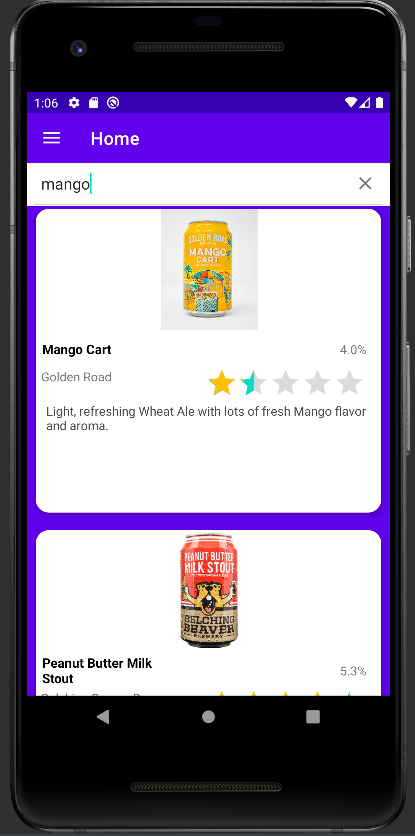 1:06
Home
mango
GOLDEN ROAD
MANGO
CART
Mango Cart
4.0%
Golden Road
Light, refreshing Wheat Ale with lots of fresh Mango flavor
and aroma.
PEANUT BUTTER
MILK STOUT
BELCHING
BEAVER
BREWERY
Peanut Butter Milk
Stout
5.3%